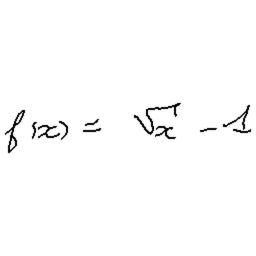 f(x) = √x - 1